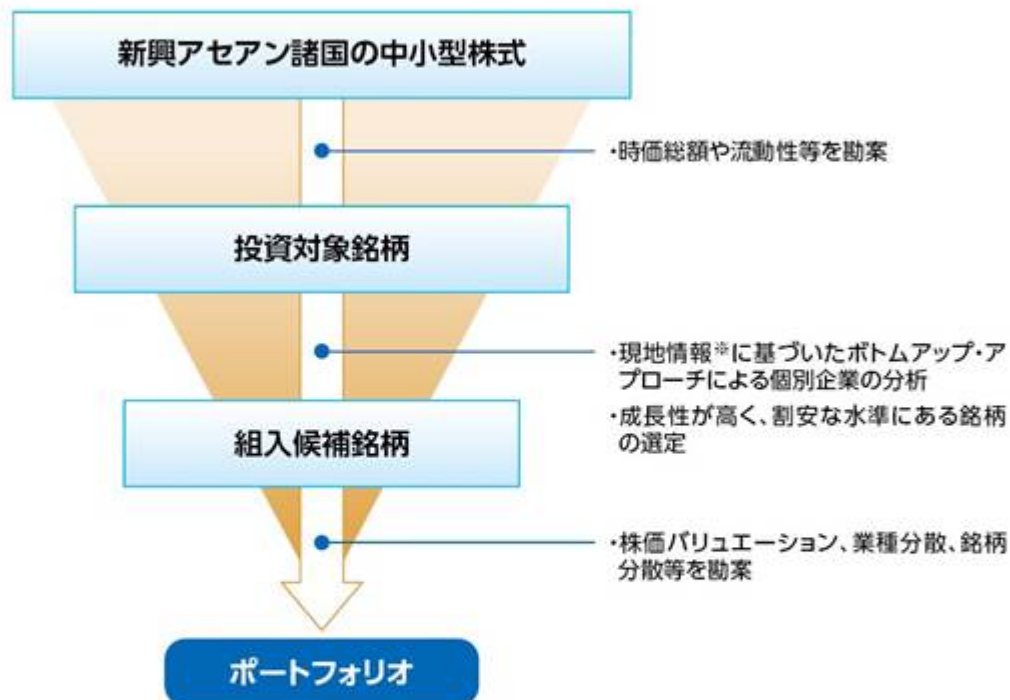 新興アセアン諸国の中小型株式
・時価総額や流動性等を勘案
投資対象銘柄
・現地情報※に基づいたボトムアップ・ア
プローチによる個別企業の分析
・成長性が高く、割安な水準にある銘柄
の選定
組入候補銘柄
・株価バリュエーション、業種分散、銘柄
分散等を勘案
ポートフォリオ